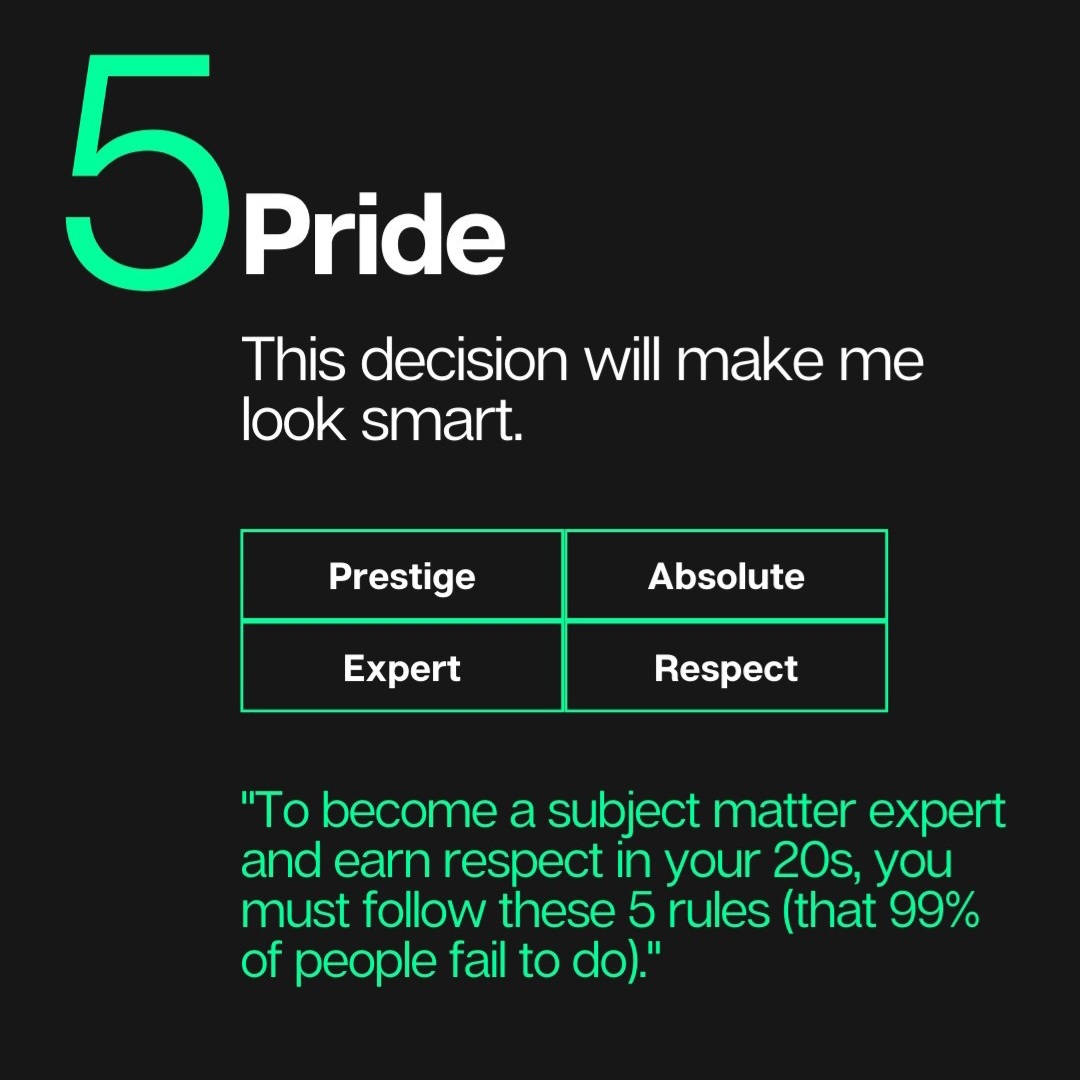 5 Pride
This decision will make me
look smart.
Prestige Absolute
Expert Respect
"To become a subject matter expert
and earn respect in your 20s, you
must follow these 5 rules (that 99%
of people fail to do)."